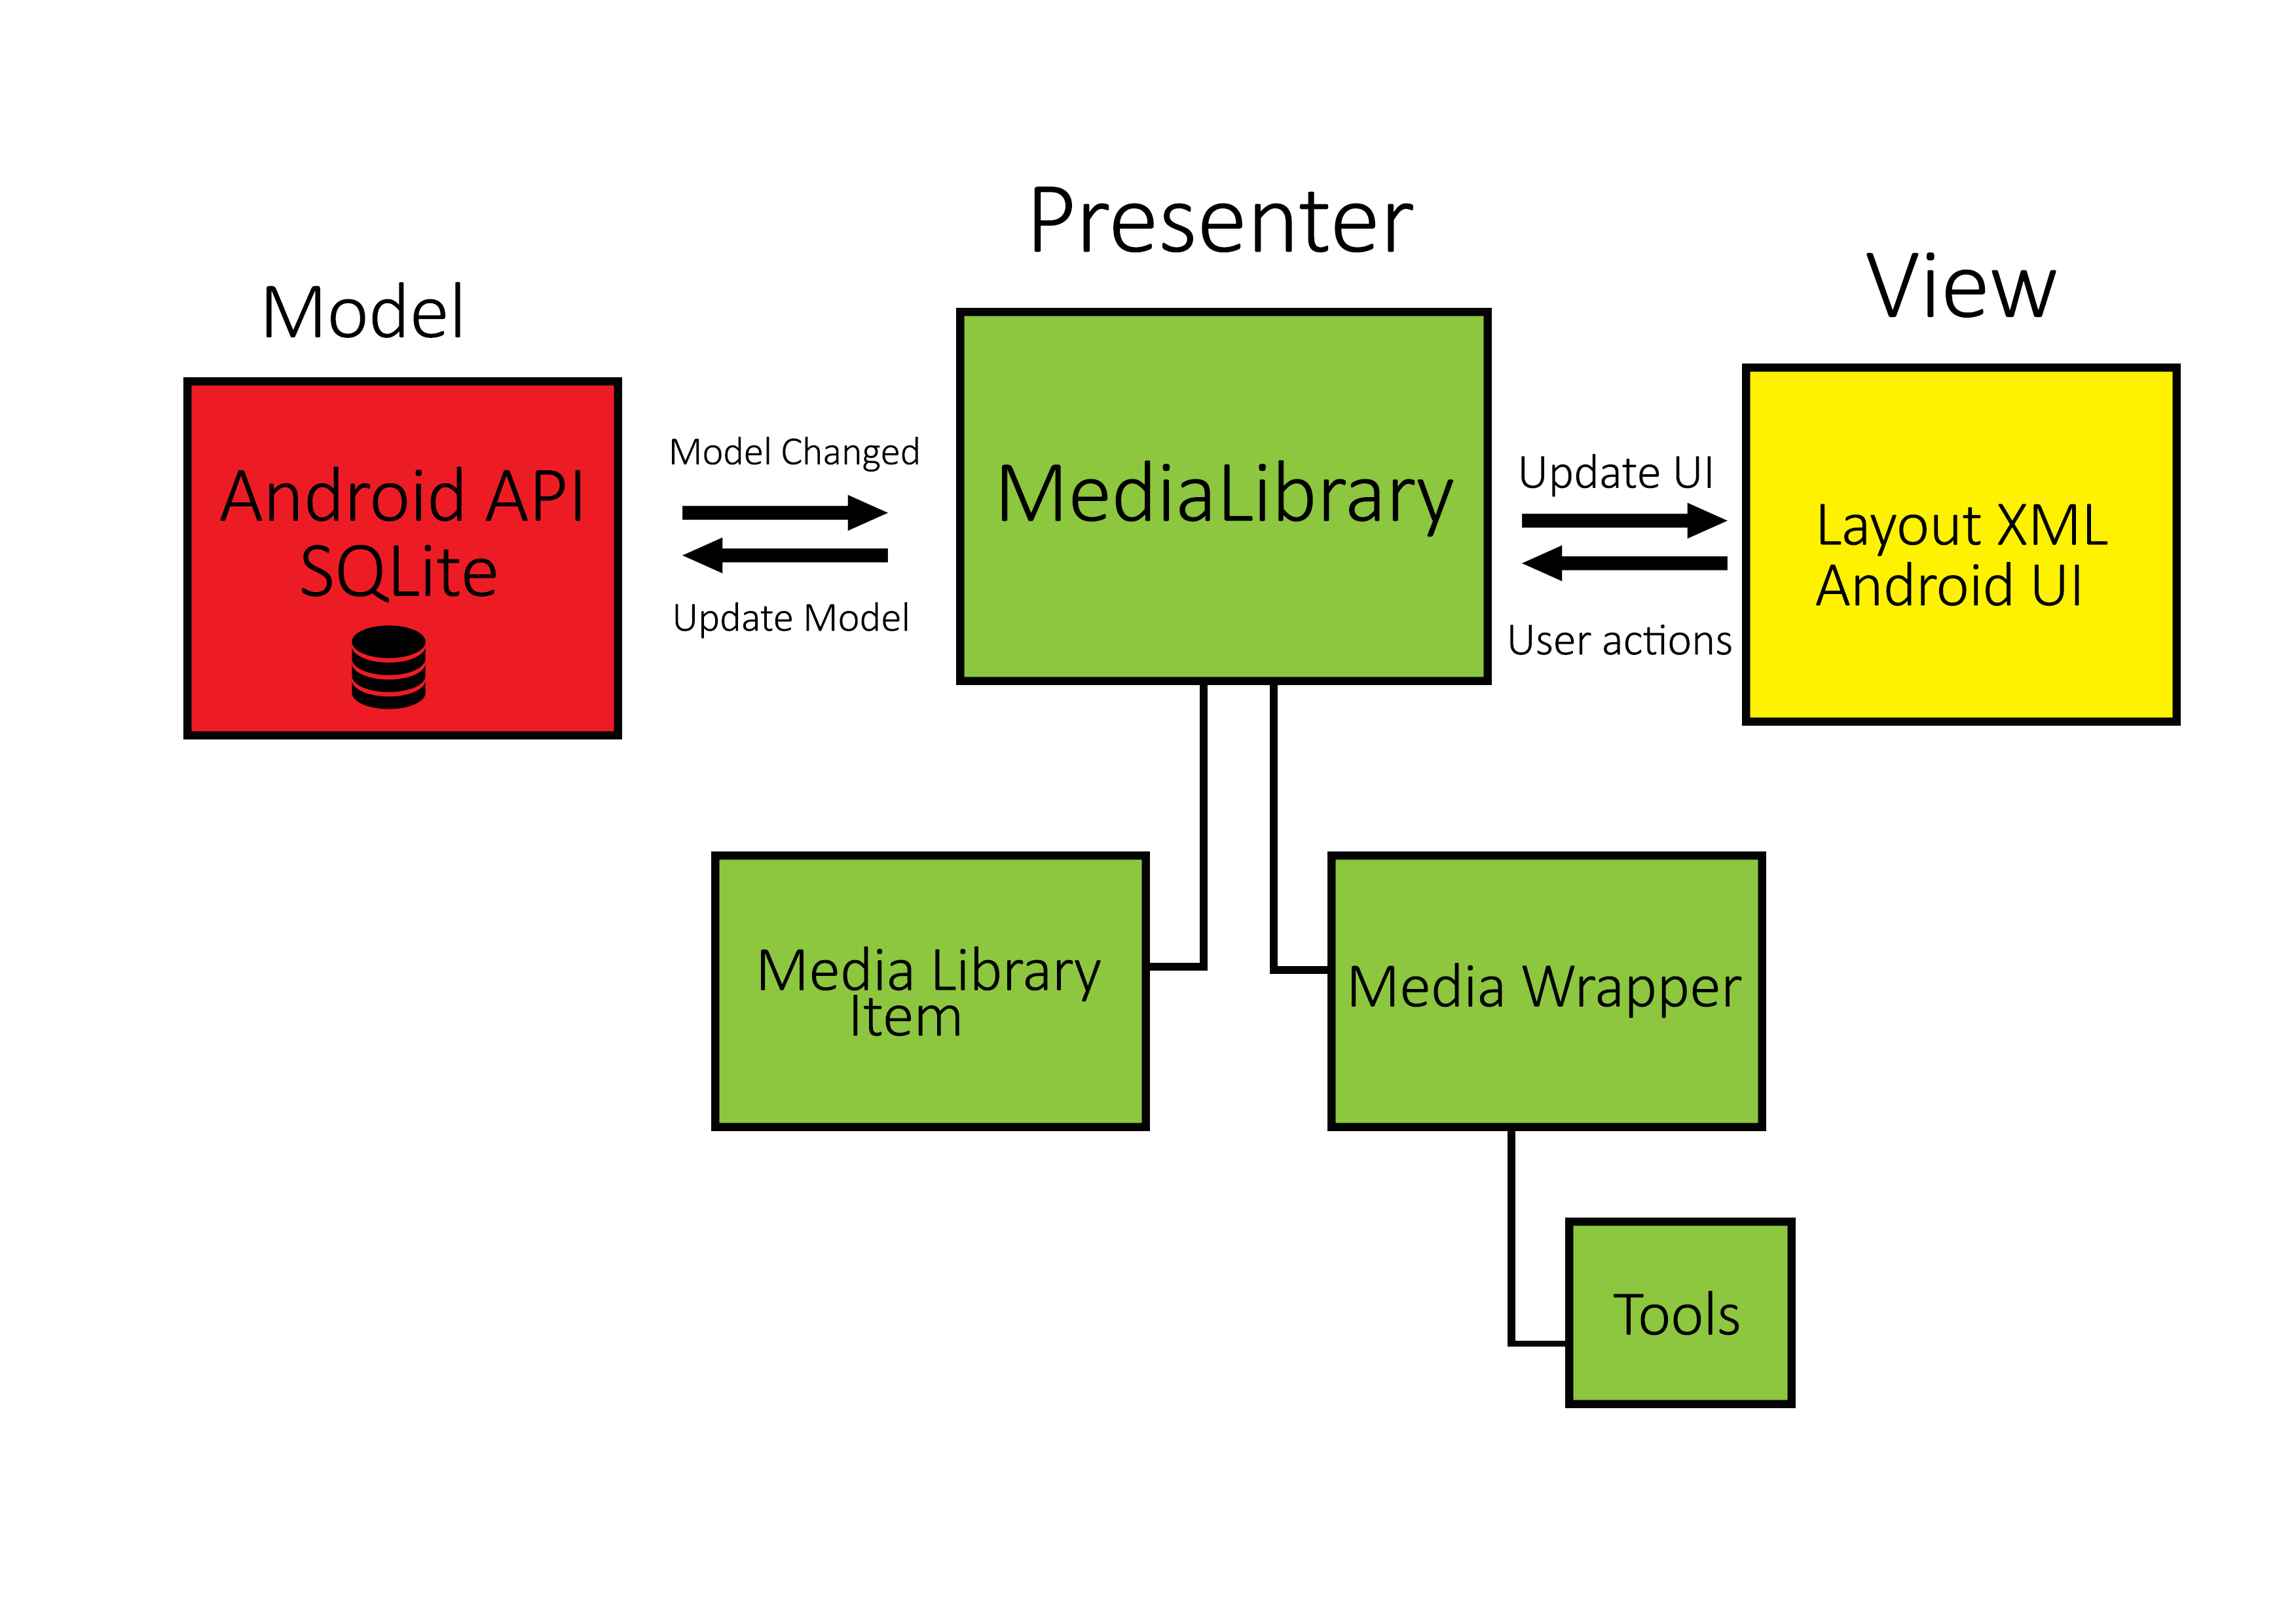 Presenter
View
Model
Model Changed
Update Model
Android API
SQLite
MediaLibrary
Update UI
User actions
Layout XML
Android UI
Media Library
Item
Media Wrapper
Tools